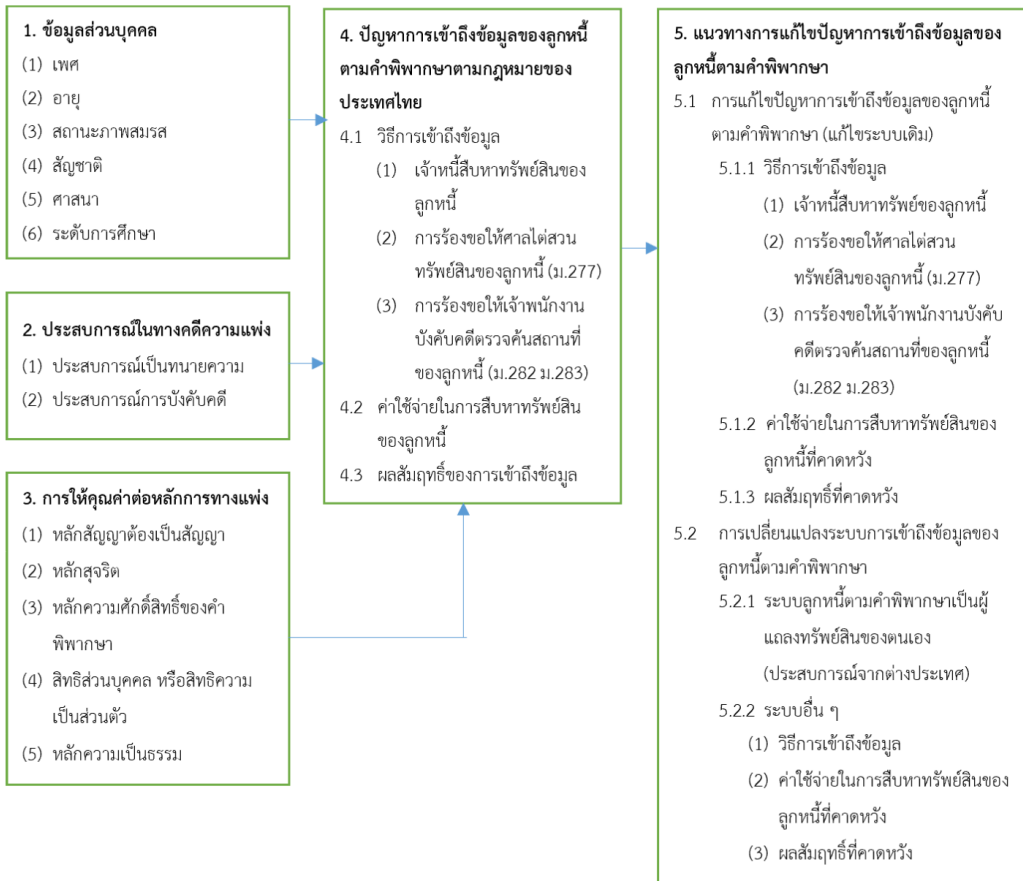 1. ข้อมูลส่วนบุคคล
(1) เพศ
(2) อายุ
(3) สถานะภาพสมรส
(4) สัญชาติ
(5) ศาสนา
(6) ระดับการศึกษา
2. ประสบการณ์ในทางคดีความแพ่ง
(1) ประสบการณ์เป็นทนายความ
(2) ประสบการณ์การบังคับคดี
3. การให้คุณค่าต่อหลักการทางแพ่ง
(1) หลักสัญญาต้องเป็นสัญญา
(2) หลักสุจริต
(3) หลักความศักดิ์สิทธิ์ของคำ
พิพากษา
(4) สิทธิส่วนบุคคล หรือสิทธิความ
เป็นส่วนตัว
(5) หลักความเป็นธรรม
4. ปัญหาการเข้าถึงข้อมูลของลูกหนี้
ตามคำพิพากษาตามกฎหมายของ
ประเทศไทย
4.1 วิธีการเข้าถึงข้อมูล
(1) เจ้าหนี้สืบหาทรัพย์สินของ
ลูกหนี้
(2) การร้องขอให้ศาลไต่สวน
ทรัพย์สินของลูกหนี้ (ม.277)
(3) การร้องขอให้เจ้าพนักงาน
บังคับคดีตรวจค้นสถานที่
ของลูกหนี้ (ม.282 ม.283)
4.2 ค่าใช้จ่ายในการสืบหาทรัพย์สิน
ของลูกหนี้
4.3 ผลสัมฤทธิ์ของการเข้าถึงข้อมูล
5. แนวทางการแก้ไขปัญหาการเข้าถึงข้อมูลของ
ลูกหนี้ตามคำพิพากษา
5.1 การแก้ไขปัญหาการเข้าถึงข้อมูลของลูกหนี้
ตามคำพิพากษา (แก้ไขระบบเดิม)
5.1.1 วิธีการเข้าถึงข้อมูล
(1) เจ้าหนี้สืบหาทรัพย์ของลูกหนี้
(2) การร้องขอให้ศาลไต่สวน
ทรัพย์สินของลูกหนี้ (ม.277)
(3) การร้องขอให้เจ้าพนักงานบังคับ
คดีตรวจค้นสถานที่ของลูกหนี้
(ม.282 ม.283)
5.1.2 ค่าใช้จ่ายในการสืบหาทรัพย์สินของ
ลูกหนี้ที่คาดหวัง
5.1.3 ผลสัมฤทธิ์ที่คาดหวัง
5.2 การเปลี่ยนแปลงระบบการเข้าถึงข้อมูลของ
ลูกหนี้ตามคำพิพากษา
5.2.1 ระบบลูกหนี้ตามคำพิพากษาเป็นผู้
แถลงทรัพย์สินของตนเอง
(ประสบการณ์จากต่างประเทศ)
5.2.2 ระบบอื่น ๆ
(1) วิธีการเข้าถึงข้อมูล
(2) ค่าใช้จ่ายในการสืบหาทรัพย์สินของ
ลูกหนี้ที่คาดหวัง
(3) ผลสัมฤทธิ์ที่คาดหวัง